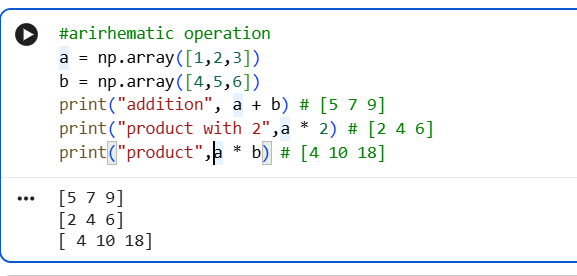 #arirhematic operation
a = np.array([1,2,3])
b = np.array([4,5,6])
print("addition", a + b) # [5 7 9]
print("product with 2",a * 2) # [2 4 6]
print("product",a * b) # [4 10 18]
[5 7 9]
[2 4 6]
[ 4 10 18]